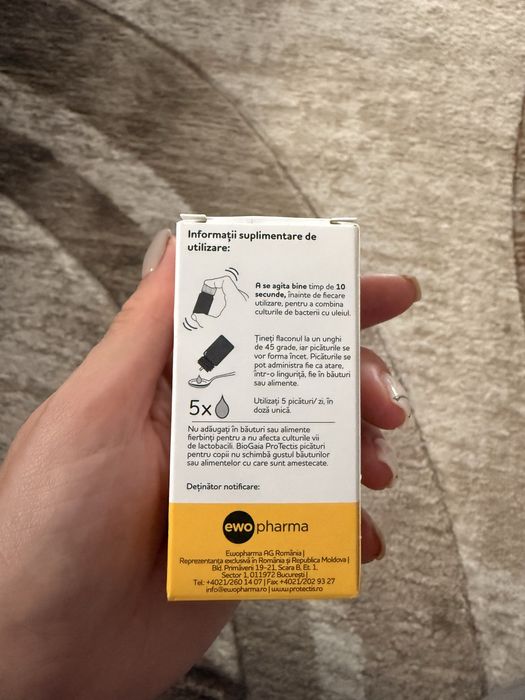 Informații suplimentare de
utilizare:
A se agita bine timp de 10
secunde, înainte de fiecare
utilizare, pentru a combina
culturile de bacterii cu uleiul.
Țineți flaconul la un unghi
de 45 grade, iar picăturile se
vor forma încet. Picăturile se
pot administra fie ca atare,
într-o linguriță, fie în băuturi
sau alimente.
5x
Utilizați 5 picături/ zi, în
doză unică.
Nu adăugați în băuturi sau alimente
fierbinți pentru a nu afecta culturile vii
de lactobacili. BioGaia ProTectis picături
pentru copii nu schimbă gustul băuturilor
sau alimentelor cu care sunt amestecate.
Deținător notificare:
ewopharma
Ewopharma AG România |
Reprezentanța exclusivă în România și Republica Moldova |
Bld. Primăverii 19-21, Scara B, Et. 1,
Sector 1, 011972 București |
Tel: +4021/260 14 07 | Fax +4021/202 93 27
info@ewopharma.ro | www.protectis.ro